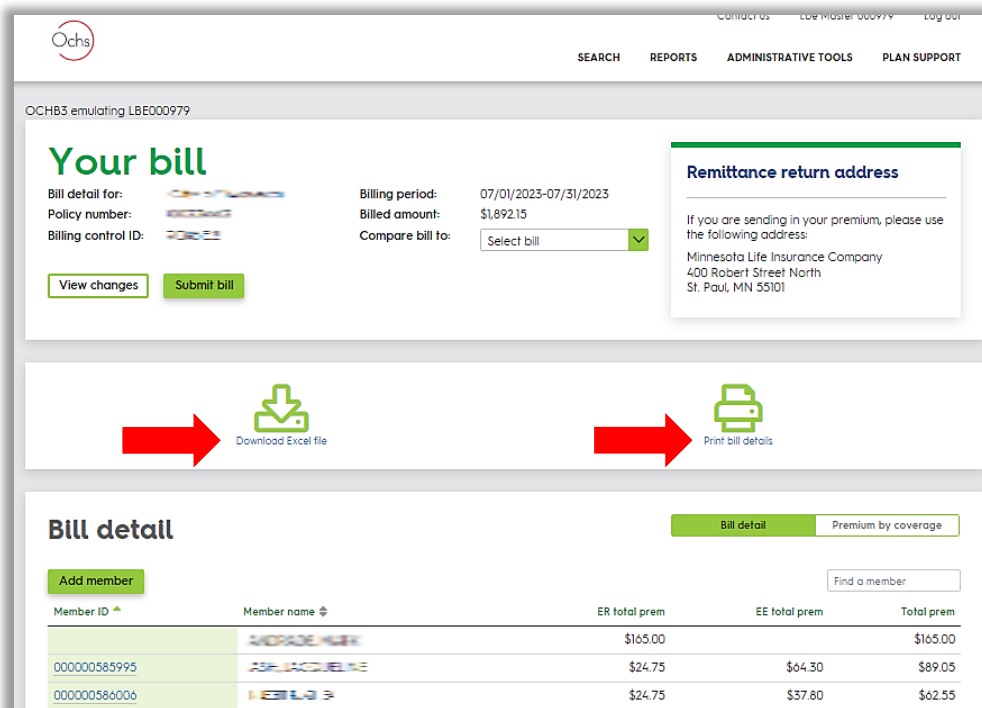 Contact us Lbe Master 000979 Log out
Ochs
SEARCH REPORTS ADMINISTRATIVE TOOLS PLAN SUPPORT
OCHB3 emulating LBE000979
Your bill
Bill detail for:
Policy number:
Billing control ID:
Billing period: 07/01/2023-07/31/2023
Billed amount: $1,892.15
Compare bill to: Select bill
View changes Submit bill
Remittance return address
If you are sending in your premium, please use
the following address:
Minnesota Life Insurance Company
400 Robert Street North
St. Paul, MN 55101
Download Excel file
Print bill details
Bill detail
Bill detail Premium by coverage
Add member
Find a member
Member ID Member name ER total prem EE total prem Total prem
$165.00 $165.00
000000585995 $24.75 $64.30 $89.05
000000586006 $24.75 $37.80 $62.55